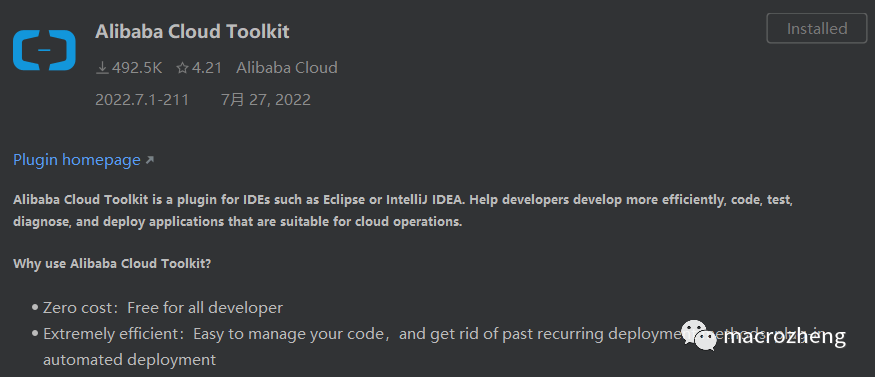 Alibaba Cloud Toolkit
Installed
492.5K 4.21 Alibaba Cloud
2022.7.1-211 7月 27, 2022
Plugin homepage
Alibaba Cloud Toolkit is a plugin for IDEs such as Eclipse or IntelliJ IDEA. Help developers develop more efficiently, code, test,
diagnose, and deploy applications that are suitable for cloud operations.
Why use Alibaba Cloud Toolkit?
Zero cost：Free for all developer
Extremely efficient：Easy to manage your code，and get rid of past recurring deployment methods, plug-in
automated deployment
macrozheng